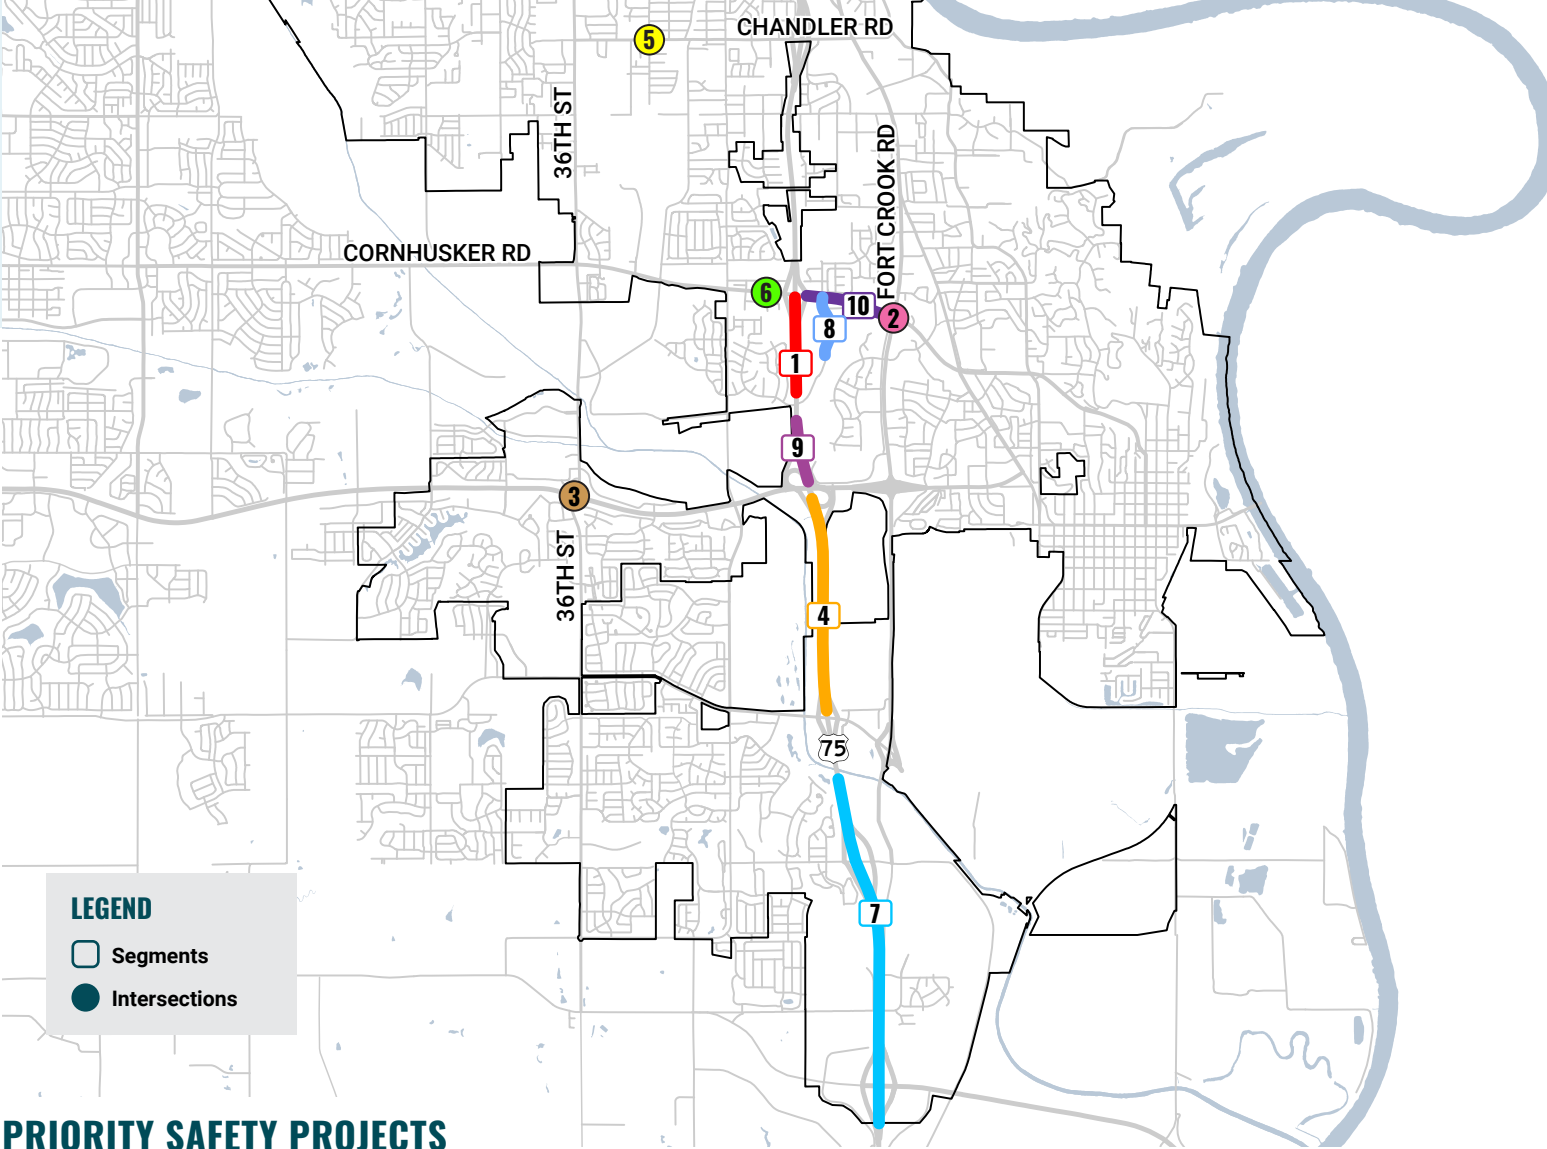 CHANDLER RD
5
36TH ST
FORT CROOK RD
CORNHUSKER RD
6
10
2
8
1
9
3
36TH ST
4
75
7
LEGEND
Segments
Intersections
PRIORITY SAFETY PROJECTS